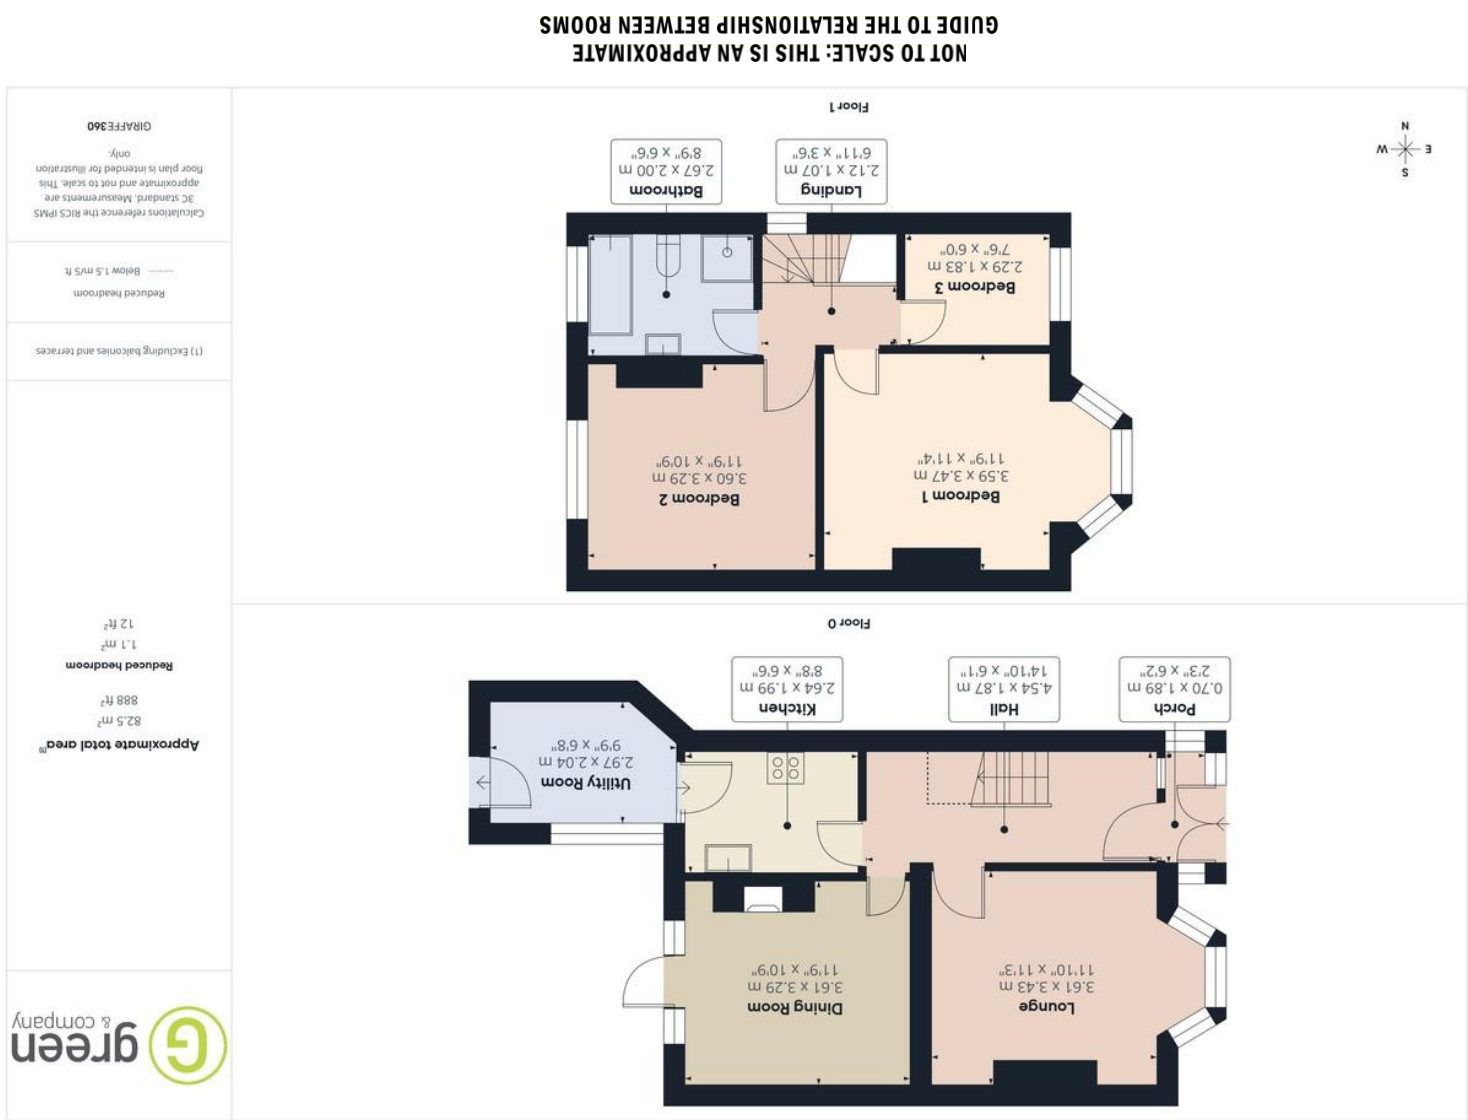 Lounge
3.61 x 3.43 m
11'10" x 11'3"
Dining Room
3.61 x 3.29 m
11'9" x 10'9"
Utility Room
2.97 x 2.04 m
9'9" x 6'8"
Porch
0.70 x 1.89 m
2'3" x 6'2"
Hall
4.54 x 1.87 m
14'10" x 6'1"
Kitchen
2.64 x 1.99 m
8'8" x 6'6"
Floor 0
Bedroom 1
3.59 x 3.47 m
11'9" x 11'4"
Bedroom 2
3.60 x 3.29 m
11'9" x 10'9"
Bedroom 3
2.29 x 1.83 m
7'6" x 6'0"
Landing
2.12 x 1.07 m
6'11" x 3'6"
Bathroom
2.67 x 2.00 m
8'9" x 6'6"
Floor 1
S
E W
N
G green
& company
Approximate total area(1)
82.5 m²
888 ft²
Reduced headroom
1.1 m²
12 ft²
(1) Excluding balconies and terraces
Reduced headroom
........ Below 1.5 m/5 ft
Calculations reference the RICS IPMS
3C standard. Measurements are
approximate and not to scale. This
floor plan is intended for illustration
only.
GIRAFFE360
NOT TO SCALE: THIS IS AN APPROXIMATE
GUIDE TO THE RELATIONSHIP BETWEEN ROOMS